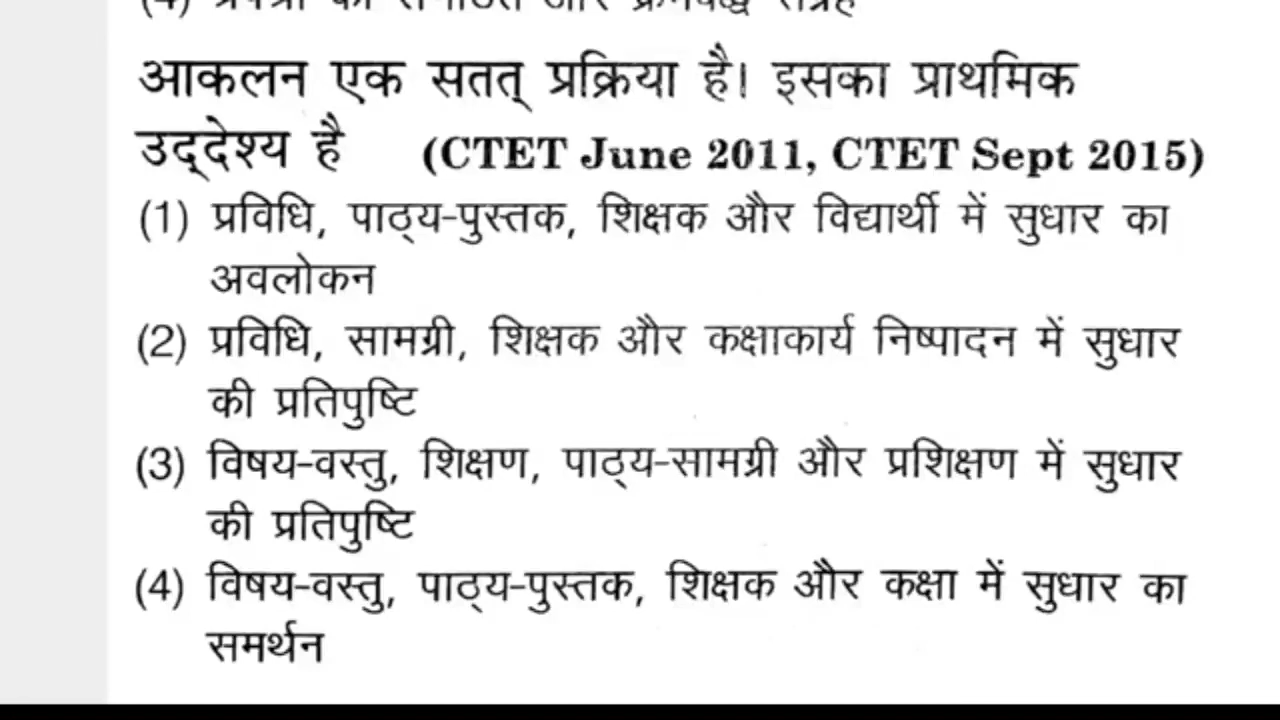 आकलन एक सतत् प्रक्रिया है। इसका प्राथमिक
उद्देश्य है (CTET June 2011, CTET Sept 2015)
(1) प्रविधि, पाठ्य-पुस्तक, शिक्षक और विद्यार्थी में सुधार का
अवलोकन
(2) प्रविधि, सामग्री, शिक्षक और कक्षाकार्य निष्पादन में सुधार
की प्रतिपुष्टि
(3) विषय-वस्तु, शिक्षण, पाठ्य-सामग्री और प्रशिक्षण में सुधार
की प्रतिपुष्टि
(4) विषय-वस्तु, पाठ्य-पुस्तक, शिक्षक और कक्षा में सुधार का
समर्थन